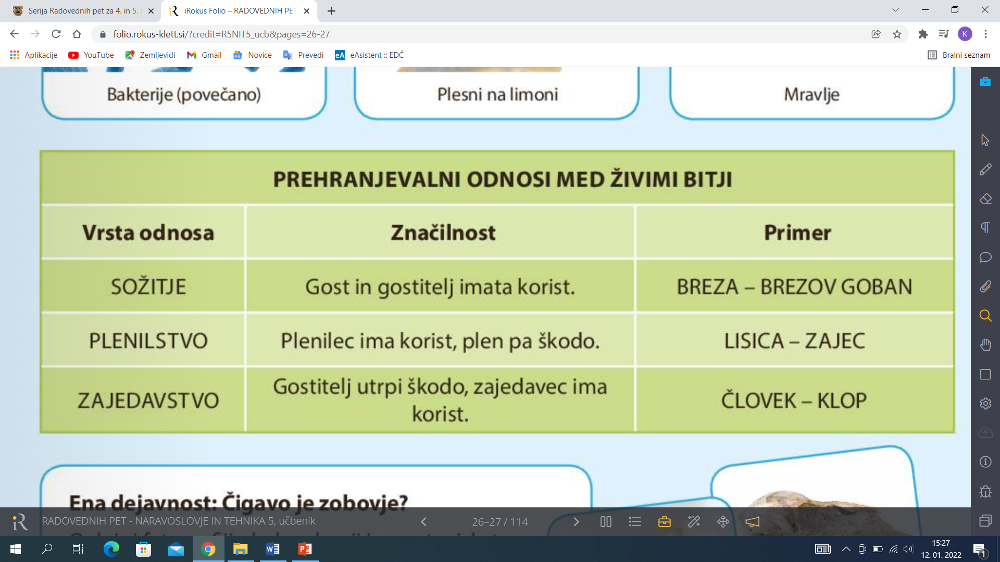 Serija Radovednih pet za 4. in 5.
iRokus Folio – RADOVEDNIH PET
folio.rokus-klett.si/?credit=R5NIT5_ucb&pages=26-27
K
Aplikacije YouTube Zemljevidi Gmail Novice Prevedi eA eAsistent :: EDČ Bralni seznam
Bakterije (povečano) Plesni na limoni Mravlje
PREHRANJEVALNI ODNOSI MED ŽIVIMI BITJI
Vrsta odnosa Značilnost Primer
SOŽITJE Gost in gostitelj imata korist. BREZA – BREZOV GOBAN
PLENILSTVO Plenilec ima korist, plen pa škodo. LISICA – ZAJEC
ZAJEDAVSTVO Gostitelj utrpi škodo, zajedavec ima korist. ČLOVEK – KLOP
Ena dejavnost: Čigavo je zobovje?
iR RADOVEDNIH PET - NARAVOSLOVJE IN TEHNIKA 5, učbenik 26–27 / 114
15:27
12. 01. 2022
1